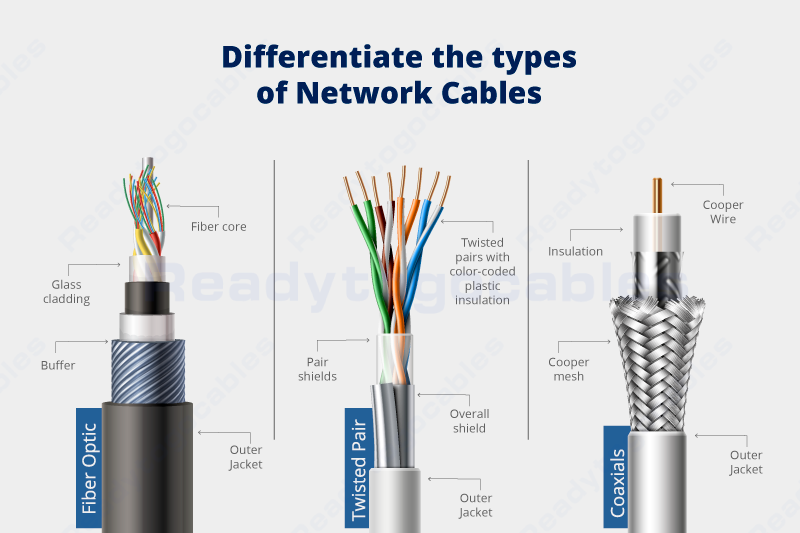 Differentiate the types
of Network Cables
Fiber core
Glass
cladding
Buffer
Outer
Jacket
Fiber Optic
Twisted
pairs with
color-coded
plastic
insulation
Pair
shields
Overall
shield
Outer
Jacket
Twisted Pair
Cooper
Wire
Insulation
Cooper
mesh
Outer
Jacket
Coaxials
Readytogocables